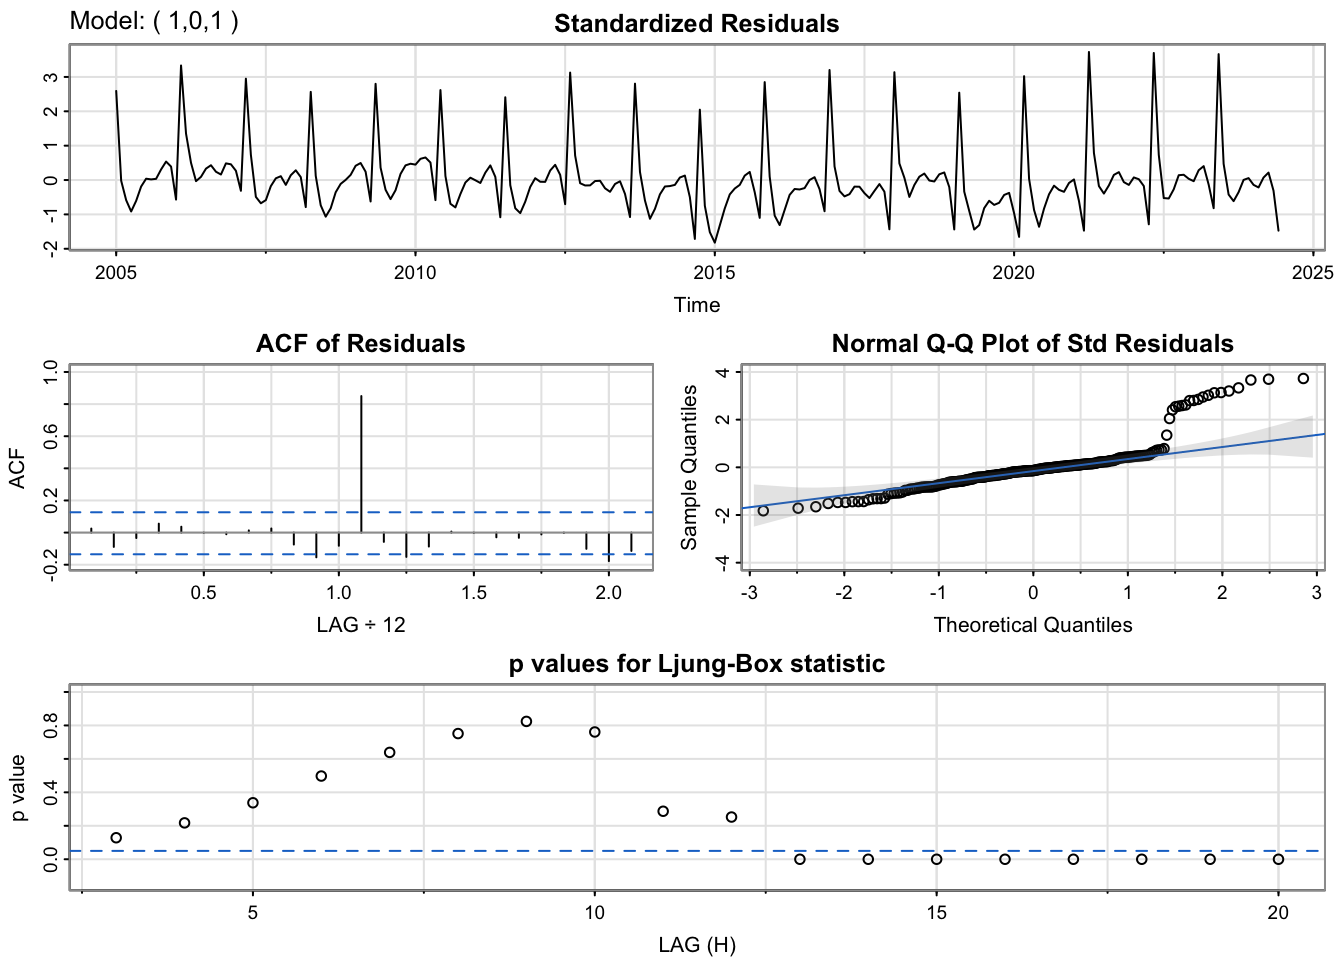 Model: ( 1,0,1 )
Standardized Residuals
3
2
1
0
-1
-2
2005 2010 2015 2020 2025
Time
ACF of Residuals
ACF
1.0
0.6
0.2
-0.2
0.5 1.0 1.5 2.0
LAG ÷ 12
Normal Q-Q Plot of Std Residuals
Sample Quantiles
4
2
0
-2
-4
-3 -2 -1 0 1 2 3
Theoretical Quantiles
p values for Ljung-Box statistic
p value
0.8
0.4
0.0
5 10 15 20
LAG (H)